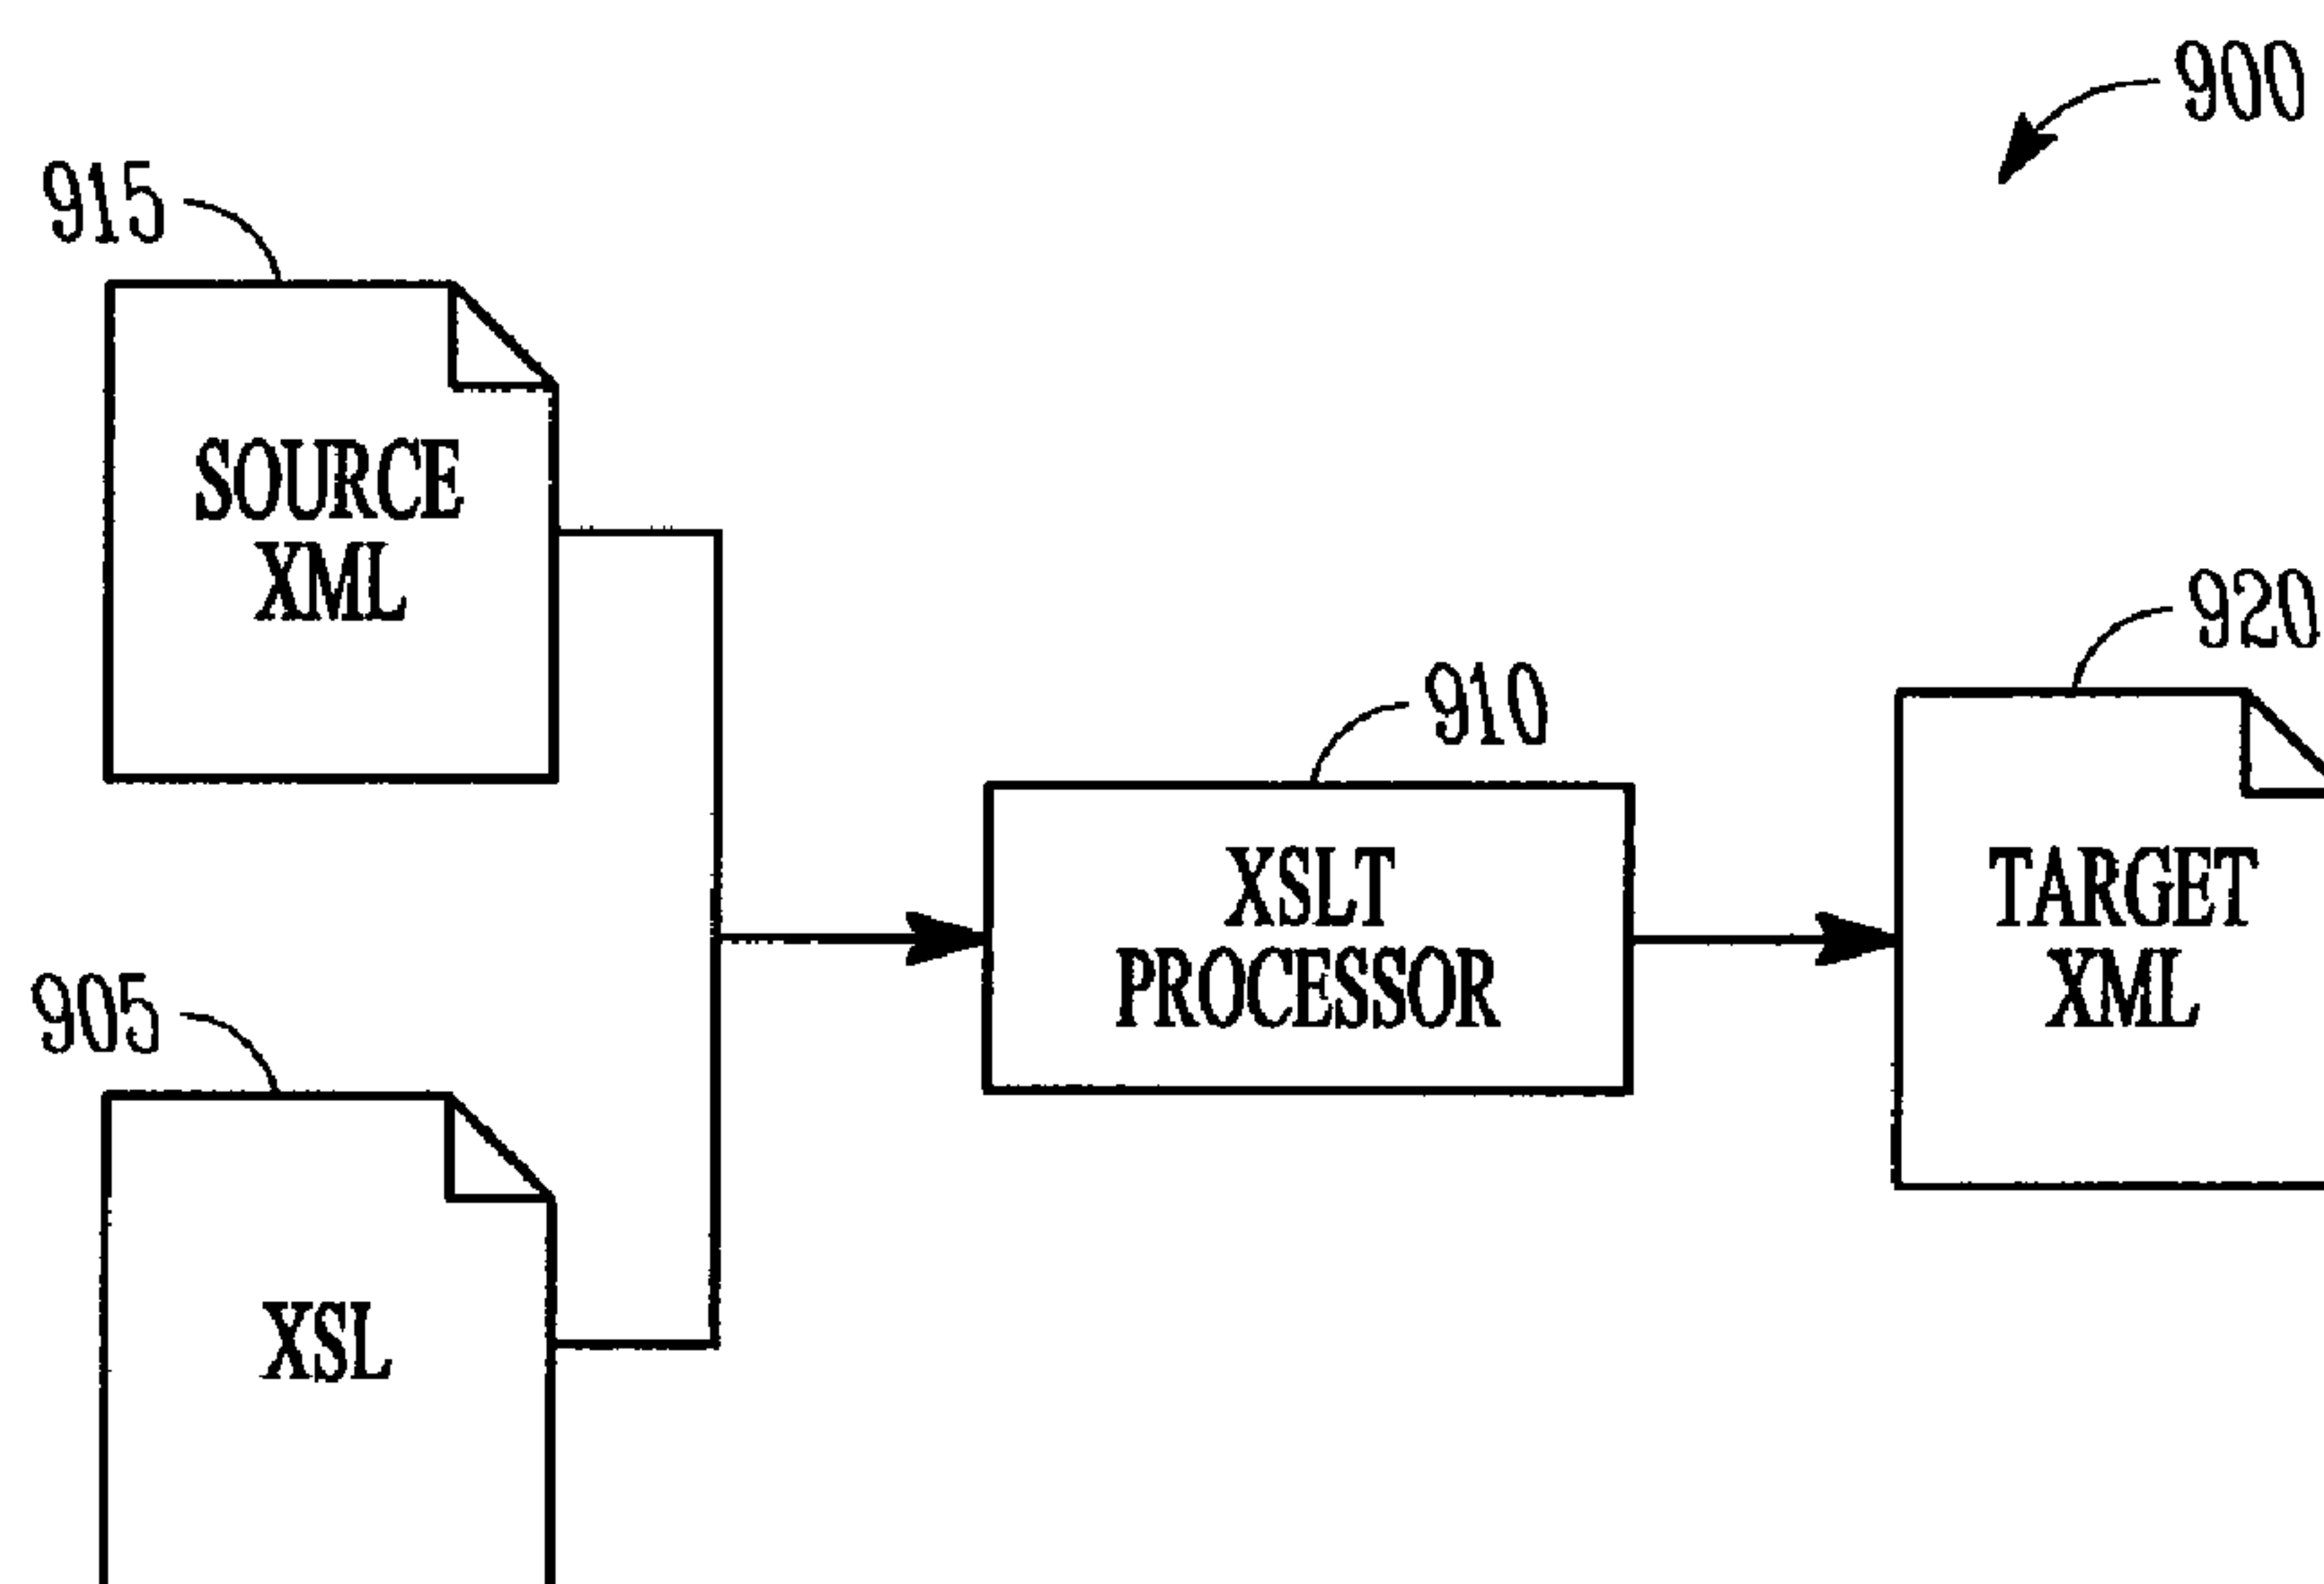 900
915
SOURCE
XML
920
910
XSLT
PROCESSOR
TARGET
XML
905
XSL